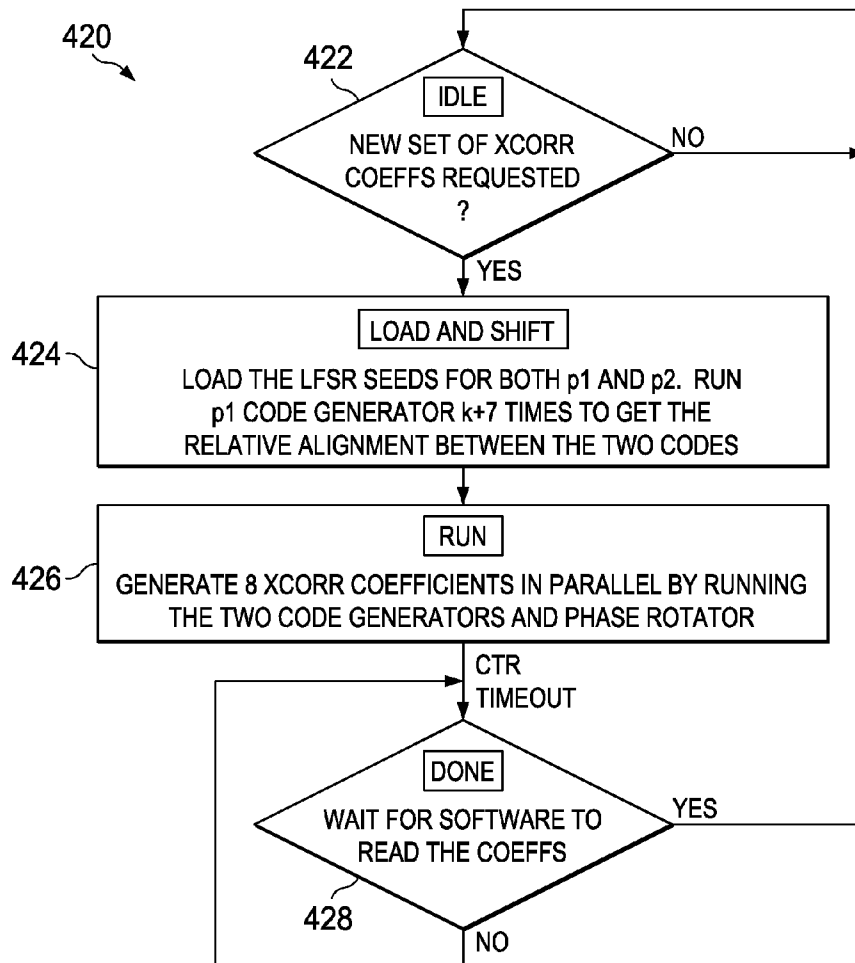 420
422
IDLE
NEW SET OF XCORR
COEFFS REQUESTED
?
NO
YES
424
LOAD AND SHIFT
LOAD THE LFSR SEEDS FOR BOTH p1 AND p2. RUN
p1 CODE GENERATOR k+7 TIMES TO GET THE
RELATIVE ALIGNMENT BETWEEN THE TWO CODES
426
RUN
GENERATE 8 XCORR COEFFICIENTS IN PARALLEL BY RUNNING
THE TWO CODE GENERATORS AND PHASE ROTATOR
CTR
TIMEOUT
DONE
WAIT FOR SOFTWARE TO
READ THE COEFFS
YES
428
NO